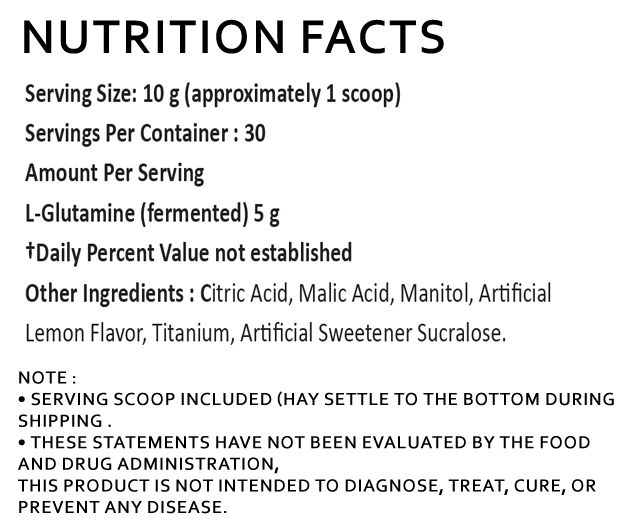 NUTRITION FACTS
Serving Size: 10 g (approximately 1 scoop)
Servings Per Container : 30
Amount Per Serving
L-Glutamine (fermented) 5 g
†Daily Percent Value not established
Other Ingredients : Citric Acid, Malic Acid, Manitol, Artificial
Lemon Flavor, Titanium, Artificial Sweetener Sucralose.
NOTE :
• SERVING SCOOP INCLUDED (HAY SETTLE TO THE BOTTOM DURING
SHIPPING .
• THESE STATEMENTS HAVE NOT BEEN EVALUATED BY THE FOOD
AND DRUG ADMINISTRATION,
THIS PRODUCT IS NOT INTENDED TO DIAGNOSE, TREAT, CURE, OR
PREVENT ANY DISEASE.